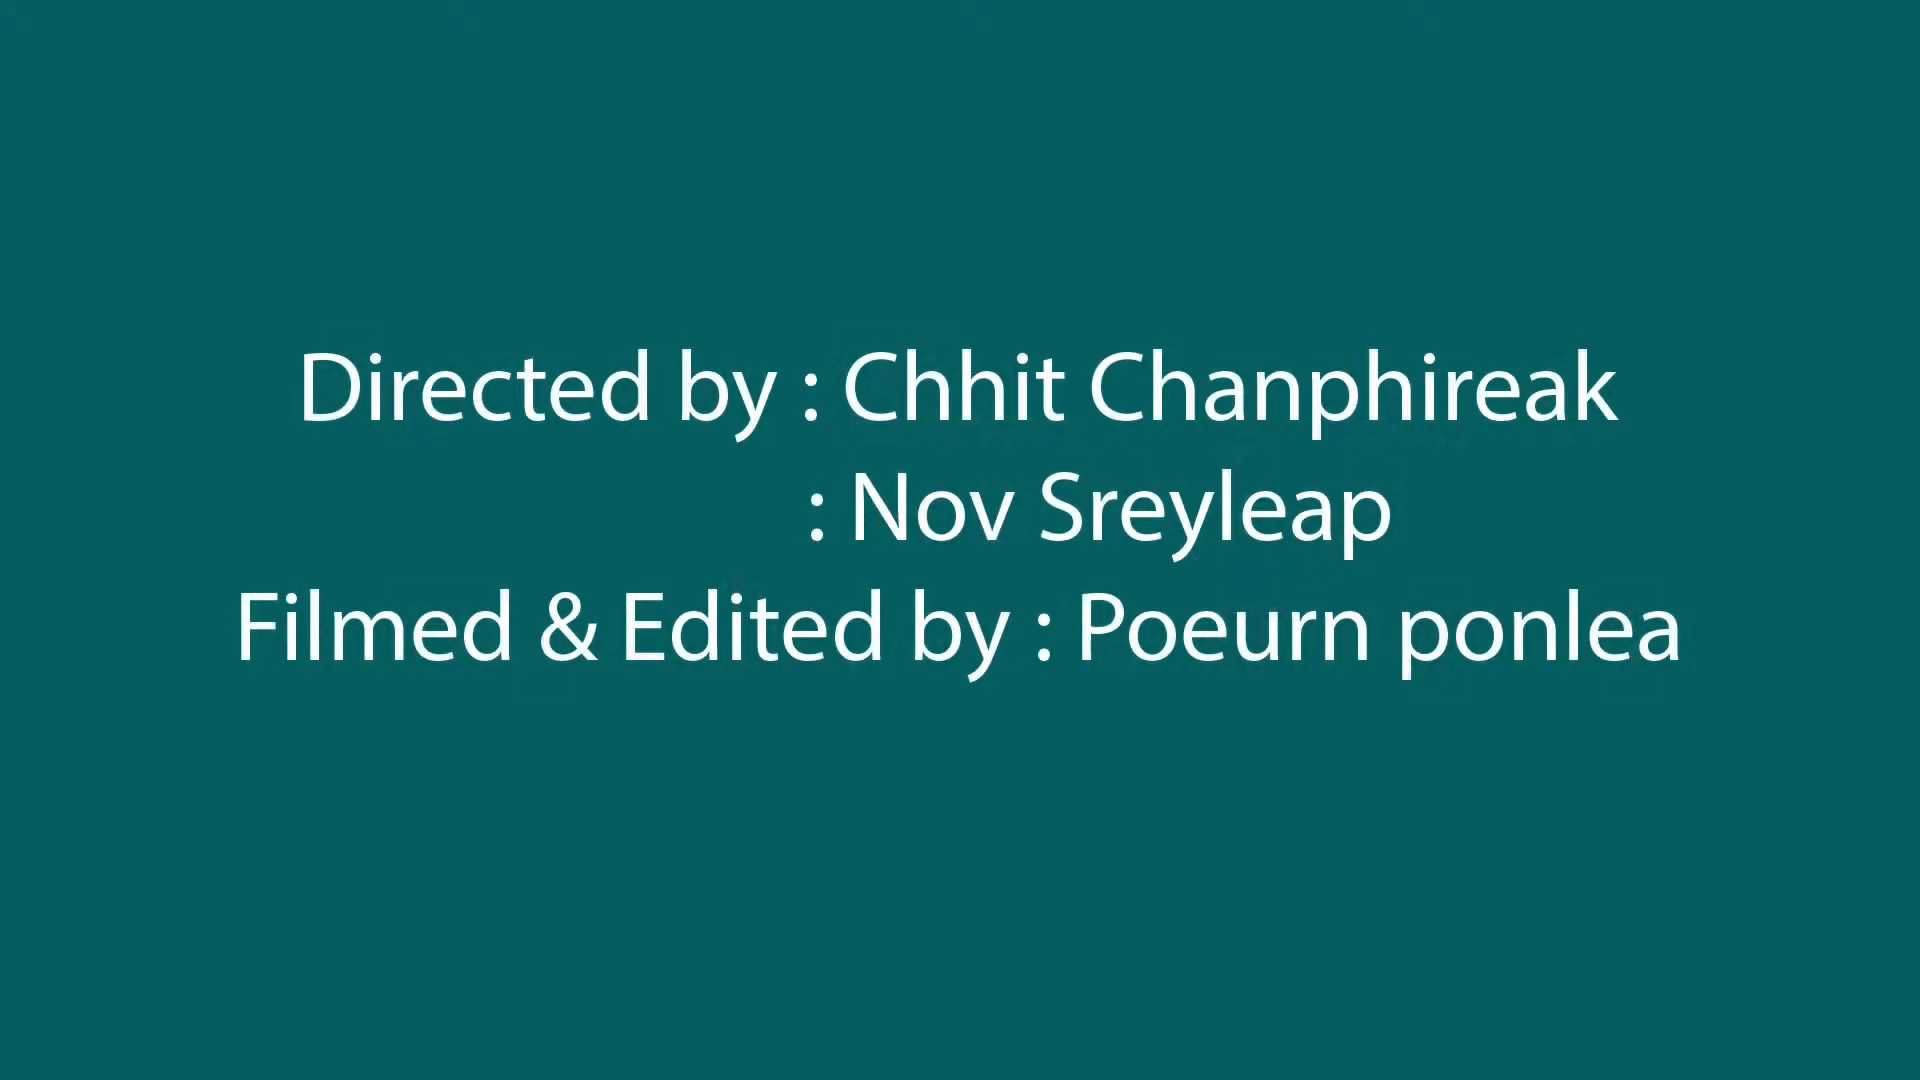 Directed by : Chhit Chanphireak
: Nov Sreyleap
Filmed & Edited by : Poeurn ponlea